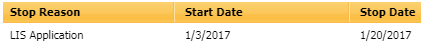 Stop Reason Start Date Stop Date
LIS Application 1/3/2017 1/20/2017